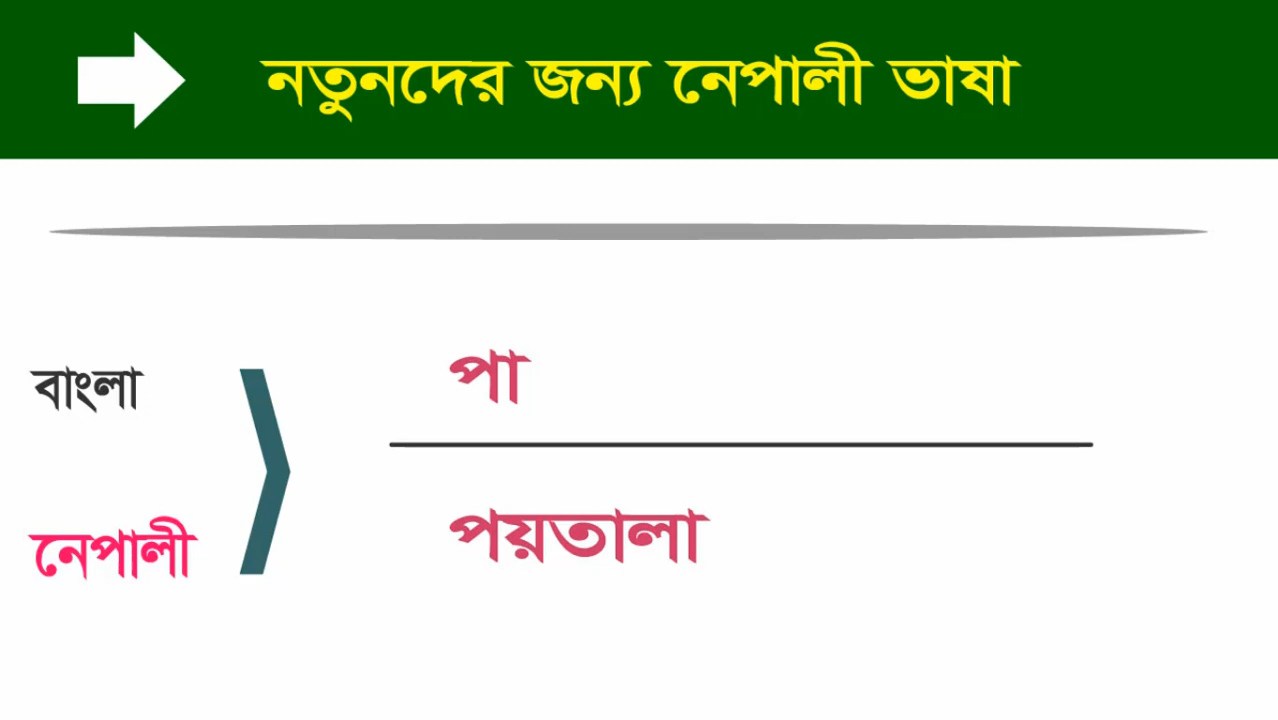 নতুনদের জন্য নেপালী ভাষা
বাংলা
পা
নেপালী
পয়তালা